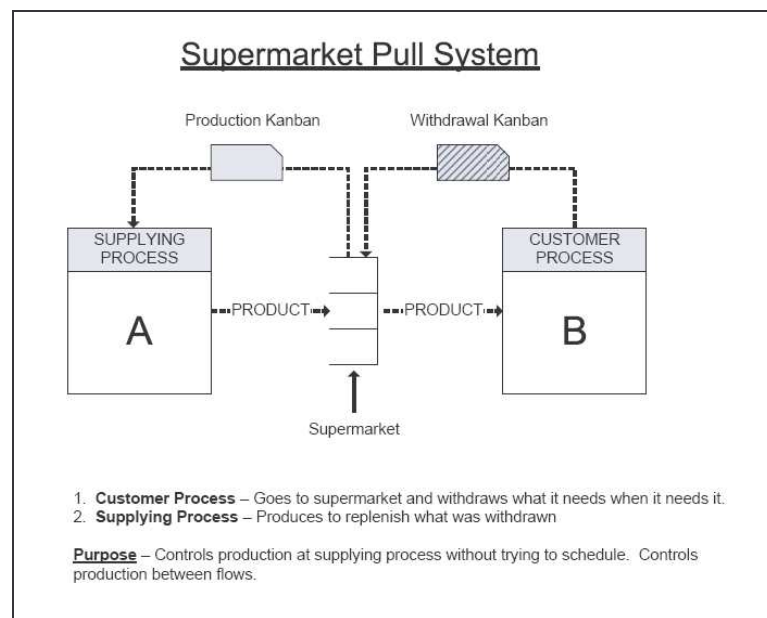 Supermarket Pull System
Production Kanban
Withdrawal Kanban
SUPPLYING
PROCESS
CUSTOMER
PROCESS
A
PRODUCT
PRODUCT
B
Supermarket
1. Customer Process – Goes to supermarket and withdraws what it needs when it needs it.
2. Supplying Process – Produces to replenish what was withdrawn
Purpose – Controls production at supplying process without trying to schedule. Controls
production between flows.